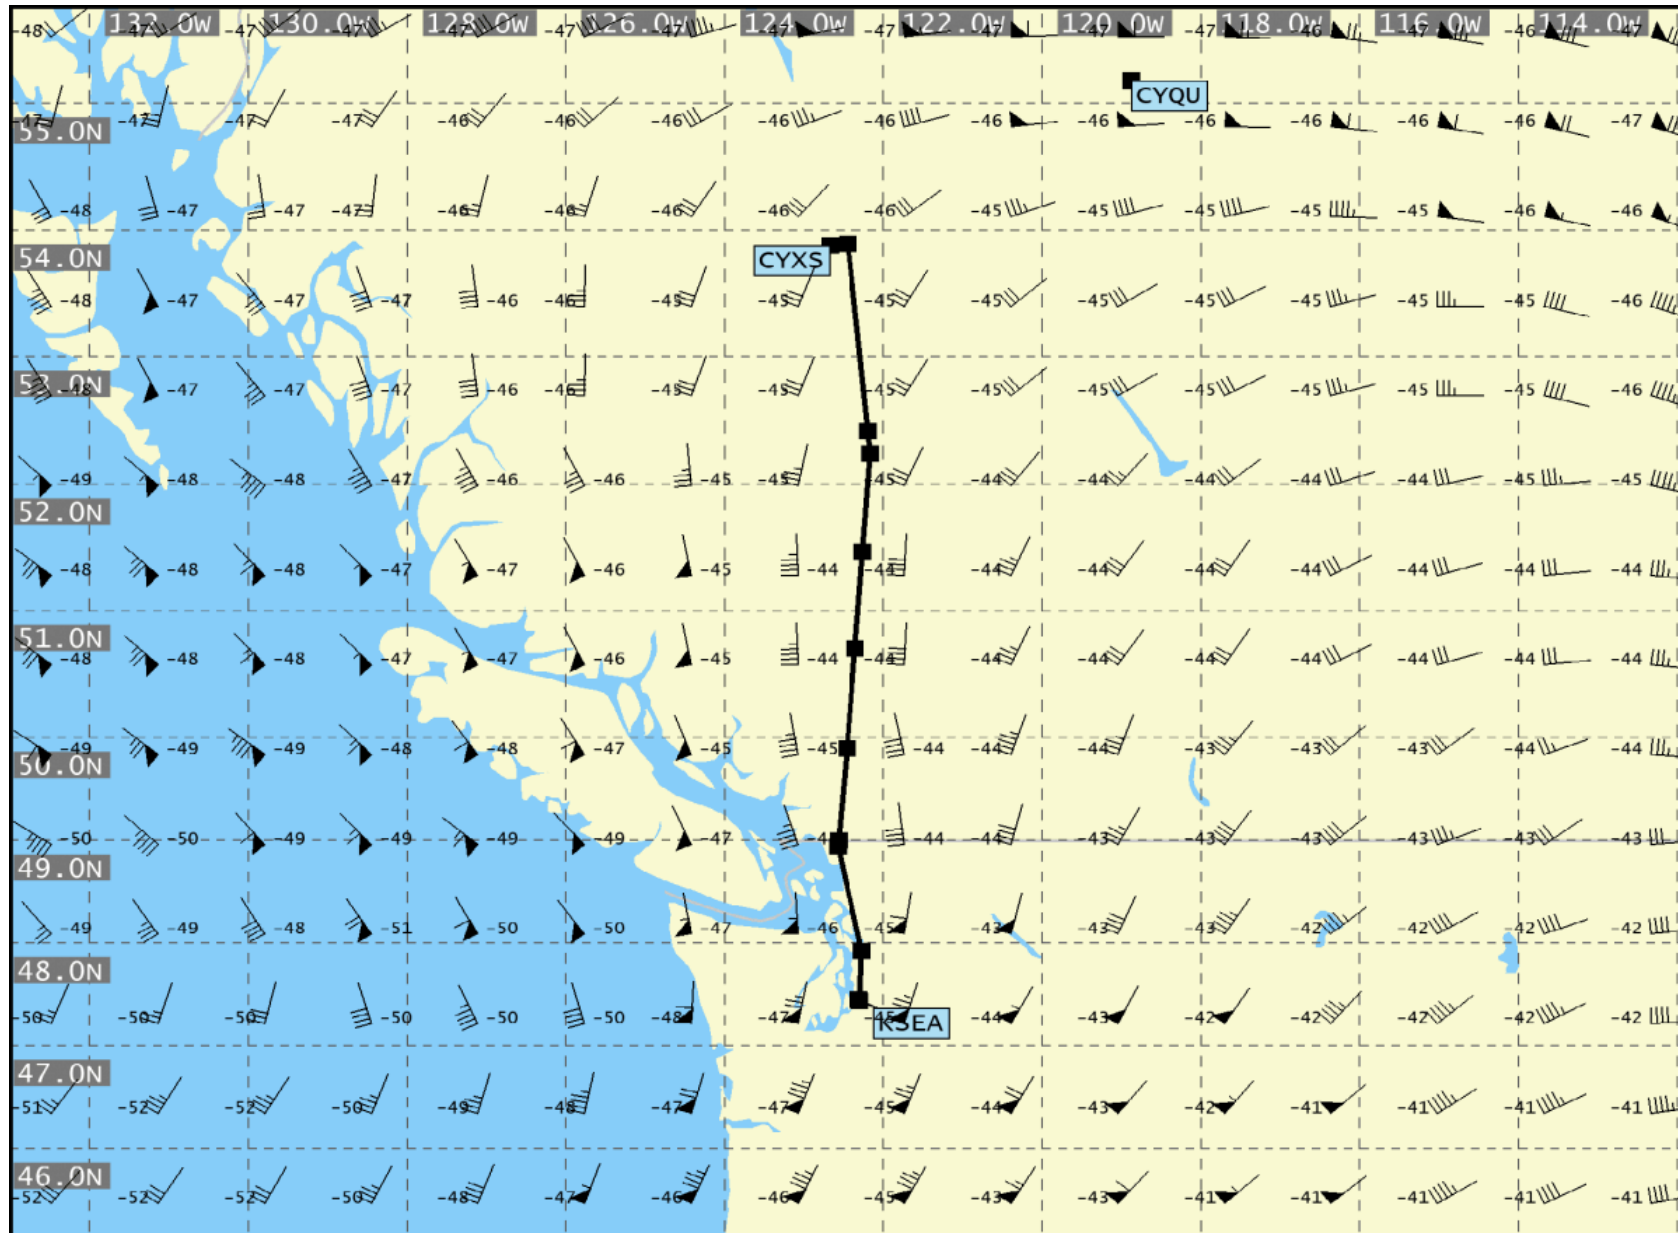 132.0W 130.0W 128.0W 126.0W 124.0W 122.0W 120.0W 118.0W 116.0W 114.0W
-48 -47 -47 -47 -47 -47 -47 -47 -47 -47 -47 -46 -47 -46 -47
CYQU
-47 -47 -47 -47 -46 -46 -46 -46 -46 -46 -46 -46 -46 -46 -47
55.0N
-48 -47 -47 -47 -46 -46 -46 -46 -46 -45 -45 -45 -45 -45 -46 -46
54.0N
CYXS
-48 -47 -47 -47 -46 -46 -45 -45 -45 -45 -45 -45 -45 -45 -45 -46
53.0N
-48 -47 -47 -47 -46 -46 -45 -45 -45 -45 -45 -45 -45 -45 -45 -46
-49 -48 -48 -47 -46 -46 -45 -45 -45 -44 -44 -44 -44 -44 -45 -45
52.0N
-48 -48 -48 -47 -47 -46 -45 -44 -44 -44 -44 -44 -44 -44 -44 -44
51.0N
-48 -48 -48 -47 -47 -46 -45 -44 -44 -44 -44 -44 -44 -44 -44 -44
-49 -49 -49 -48 -48 -47 -45 -45 -44 -44 -44 -43 -43 -43 -44 -44
50.0N
-50 -50 -49 -49 -49 -49 -47 -44 -44 -43 -43 -43 -43 -43 -43
49.0N
-49 -49 -48 -51 -50 -50 -47 -46 -45 -43 -43 -43 -42 -42 -42 -42
48.0N
-50 -50 -50 -50 -50 -50 -48 -47 -45 -44 -43 -42 -42 -42 -42 -42
KSEA
47.0N
-51 -52 -52 -50 -49 -48 -47 -47 -45 -44 -43 -42 -41 -41 -41 -41
46.0N
-52 -52 -52 -50 -48 -47 -46 -46 -45 -43 -43 -41 -41 -41 -41 -41